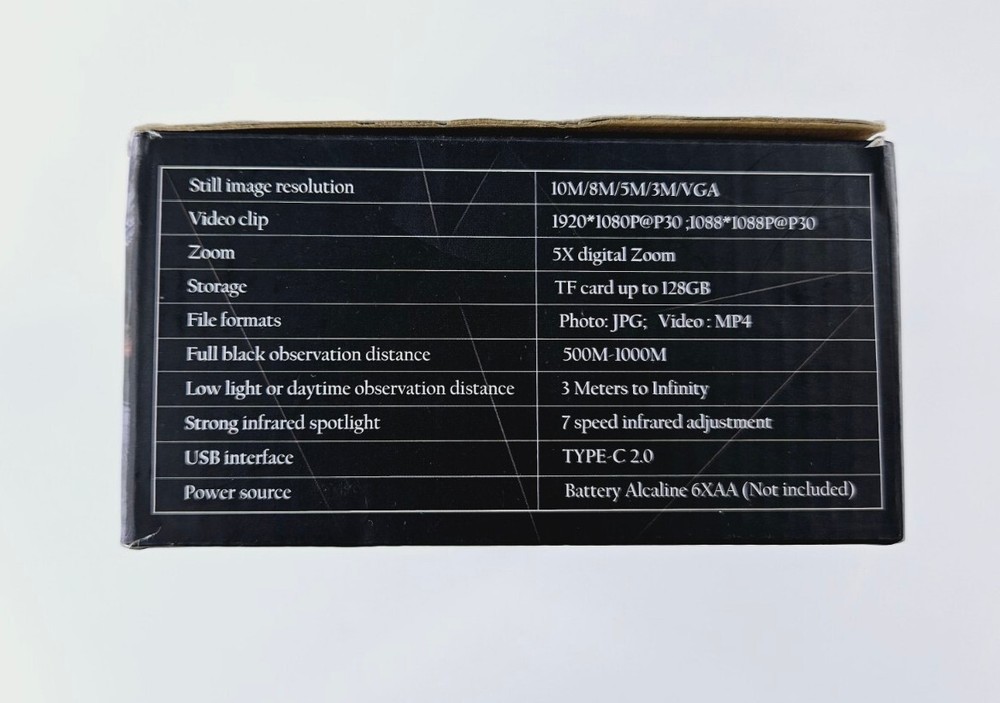 Still image resolution 10M/8M/5M/3M/VGA
Video clip 1920*1080P@P30 ;1088*1088P@P30
Zoom 5X digital Zoom
Storage TF card up to 128GB
File formats Photo: JPG; Video : MP4
Full black observation distance 500M-1000M
Low light or daytime observation distance 3 Meters to Infinity
Strong infrared spotlight 7 speed infrared adjustment
USB interface TYPE-C 2.0
Power source Battery Alcaline 6XAA (Not included)